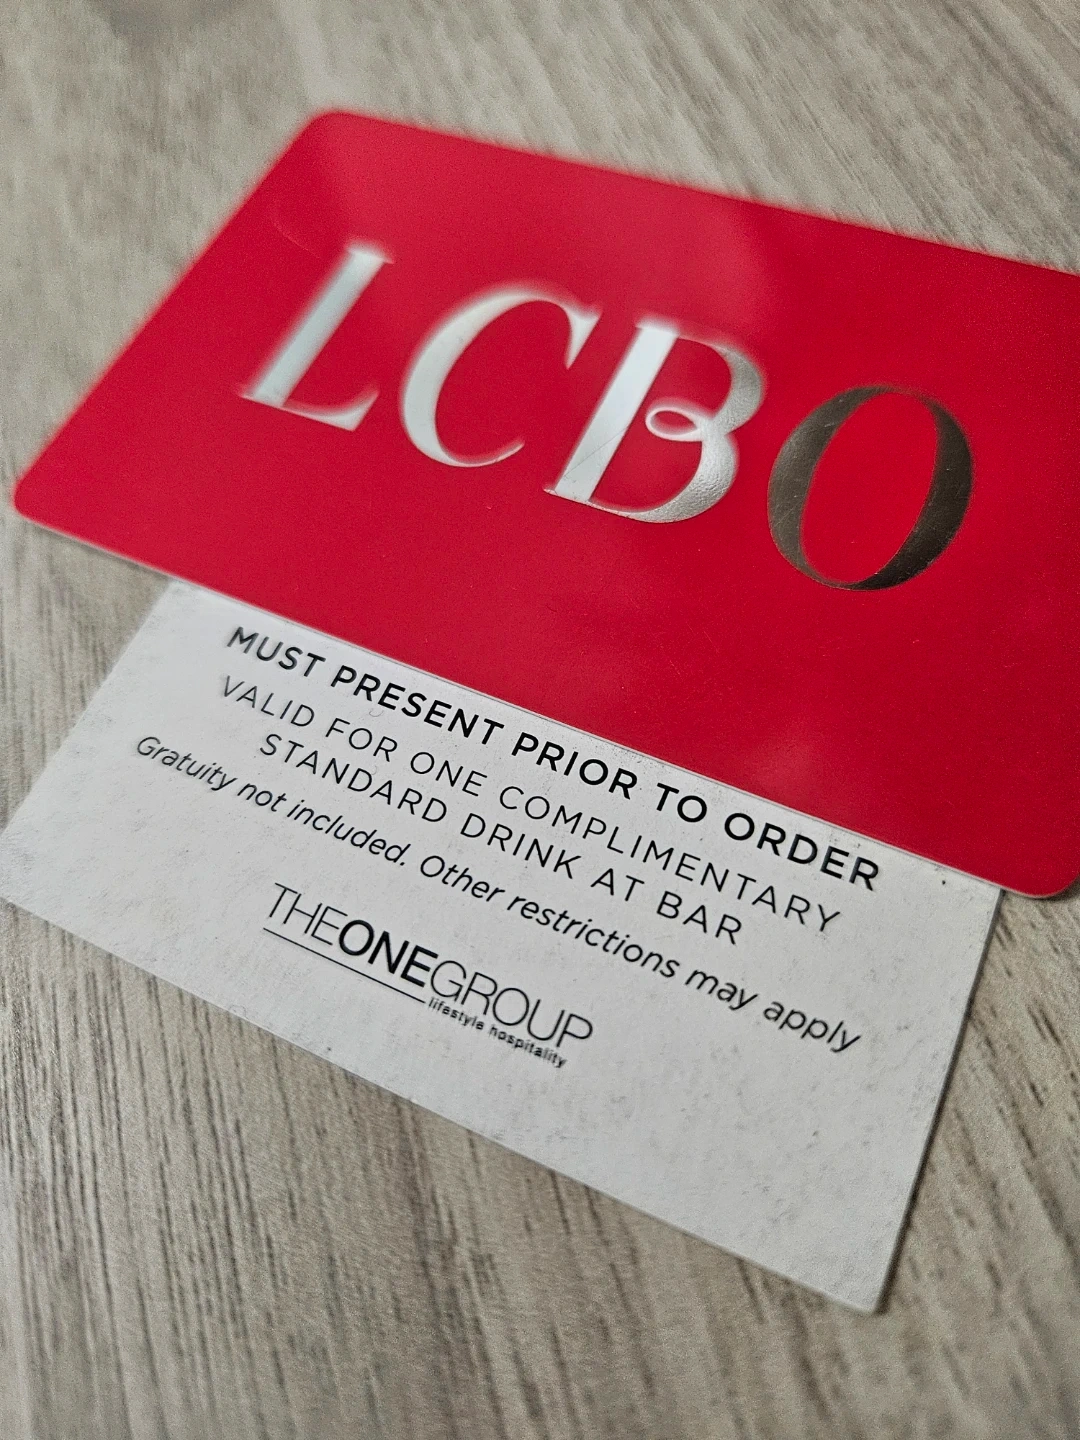 LCBO
MUST PRESENT PRIOR TO ORDER
VALID FOR ONE COMPLIMENTARY
STANDARD DRINK AT BAR
Gratuity not included. Other restrictions may apply
THEONEGROUP
lifestyle hospitality